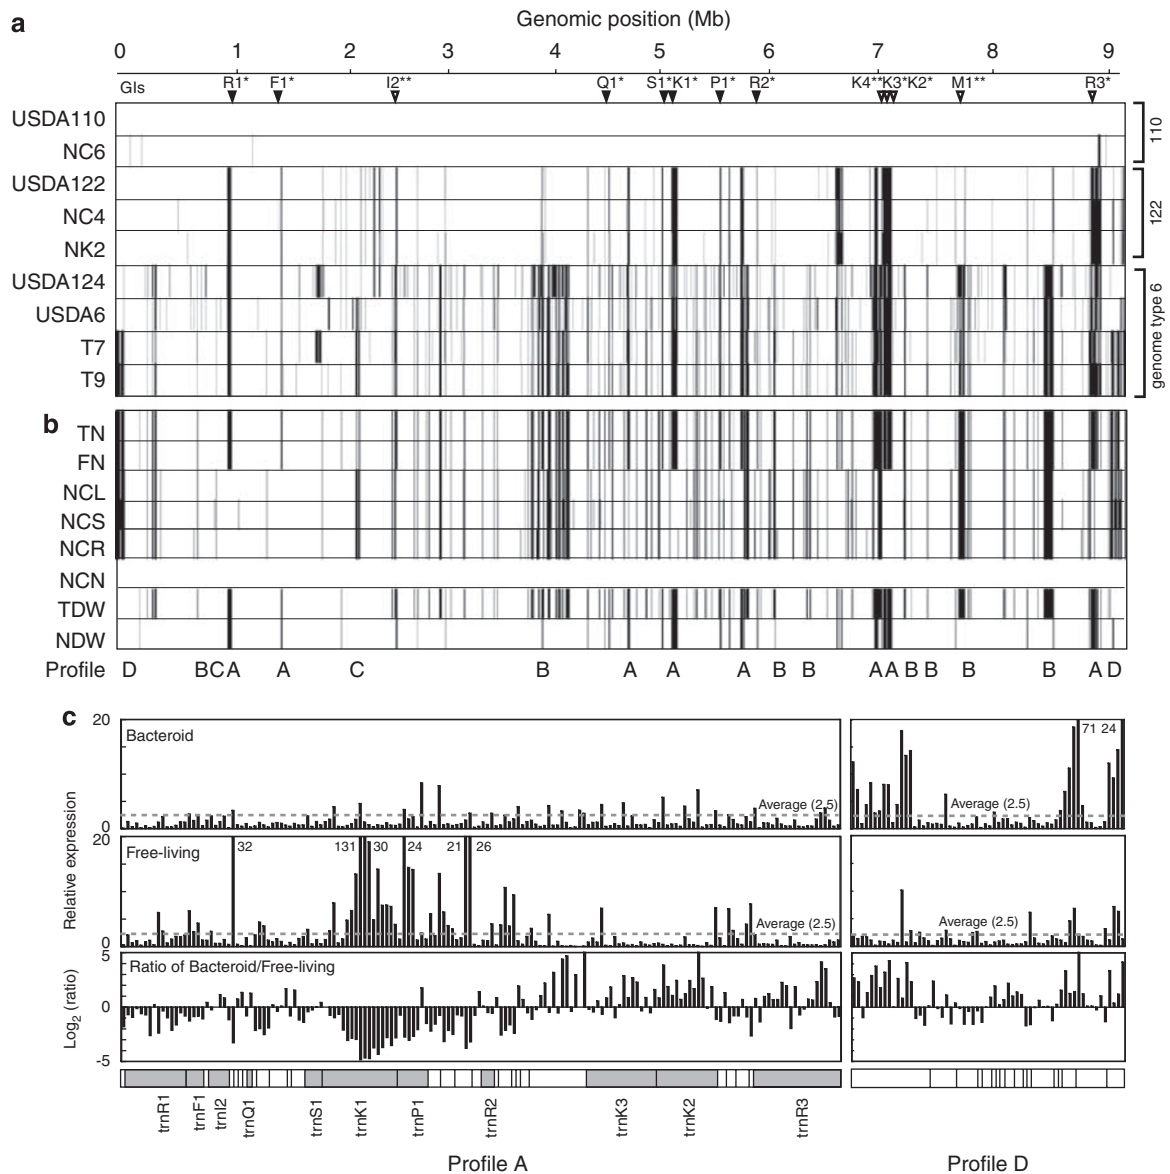 a
Genomic position (Mb)
0 1 2 3 4 5 6 7 8 9
GIs R1* F1* I2** Q1* S1* K1* P1* R2* K4** K3* K2* M1** R3*
USDA110
NC6
110
USDA122
NC4
NK2
122
USDA124
USDA6
T7
T9
genome type 6
b
TN
FN
NCL
NCS
NCR
NCN
TDW
NDW
Profile D B C A A C B A A A B B A A B B B B A D
c
20
Bacteroid
71 24
Average (2.5)
Average (2.5)
0
20
Free-living
32 131 30 24 21 26
Average (2.5)
Average (2.5)
0
Relative expression
5
Ratio of Bacteroid/Free-living
0
-5
Log2 (ratio)
trnR1 trnF1 trnI2 trnQ1 trnS1 trnK1 trnP1 trnR2 trnK3 trnK2 trnR3
Profile A
Profile D